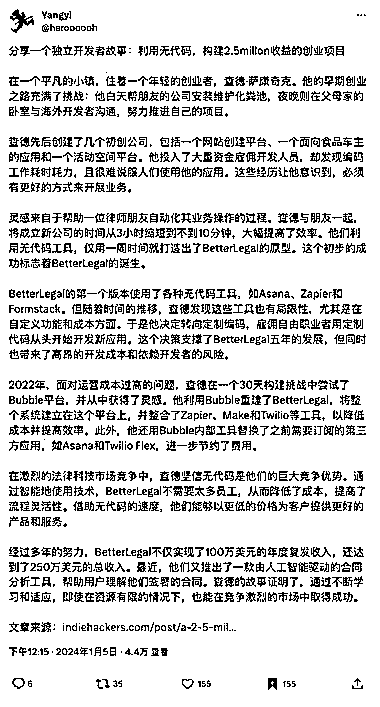 Yangyi
@haroooooh
分享一个独立开发者故事：利用无代码，构建2.5millon收益的创业项目
在一个平凡的小镇，住着一个年轻的创业者，查德·萨康奇克。他的早期创业
之路充满了挑战：他白天帮朋友的公司安装维护化粪池，夜晚则在父母家的
卧室与海外开发者沟通，努力推进自己的项目。
查德先后创建了几个初创公司，包括一个网站创建平台、一个面向食品车主
的应用和一个活动空间平台。他投入了大量资金雇佣开发人员，却发现编码
工作耗时耗力，且很难说服人们使用他的应用。这些经历让他意识到，必须
有更好的方式来开展业务。
灵感来自于帮助一位律师朋友自动化其业务操作的过程。查德与朋友一起，
将成立新公司的时间从3小时缩短到不到10分钟，大幅提高了效率。他们利
用无代码工具，仅用一周时间就打造出了BetterLegal的原型。这个初步的成
功标志着BetterLegal的诞生。
BetterLegal的第一个版本使用了各种无代码工具，如Asana、Zapier和
Formstack。但随着时间的推移，查德发现这些工具也有局限性，尤其是在
自定义功能和成本方面。于是他决定转向定制编码，雇佣自由职业者用定制
代码从头开始开发新应用。这个决策支撑了BetterLegal五年的发展，但同时
也带来了高昂的开发成本和依赖开发者的风险。
2022年，面对运营成本过高的问题，查德在一个30天构建挑战中尝试了
Bubble平台，并从中获得了灵感。他利用Bubble重建了BetterLegal，将整
个系统建立在这个平台上，并整合了Zapier、Make和Twilio等工具，以降低
成本并提高效率。此外，他还用Bubble内部工具替换了之前需要订阅的第三
方应用，如Asana和Twilio Flex，进一步节约了费用。
在激烈的法律科技市场竞争中，查德坚信无代码是他们的巨大竞争优势。通
过智能地使用技术，BetterLegal不需要太多员工，从而降低了成本，提高了
流程灵活性。借助无代码的速度，他们能够以更低的价格为客户提供更好的
产品和服务。
经过多年的努力，BetterLegal不仅实现了100万美元的年度复发收入，还达
到了250万美元的总收入。最近，他们又推出了一款由人工智能驱动的合同
分析工具，帮助用户理解他们签署的合同。查德的故事证明了，通过不断学
习和适应，即使在资源有限的情况下，也能在竞争激烈的市场中取得成功。
文章来源：indiehackers.com/post/a-2-5-mil...
下午12:15 · 2024年1月5日 · 4.4万 查看
6 35 155 155